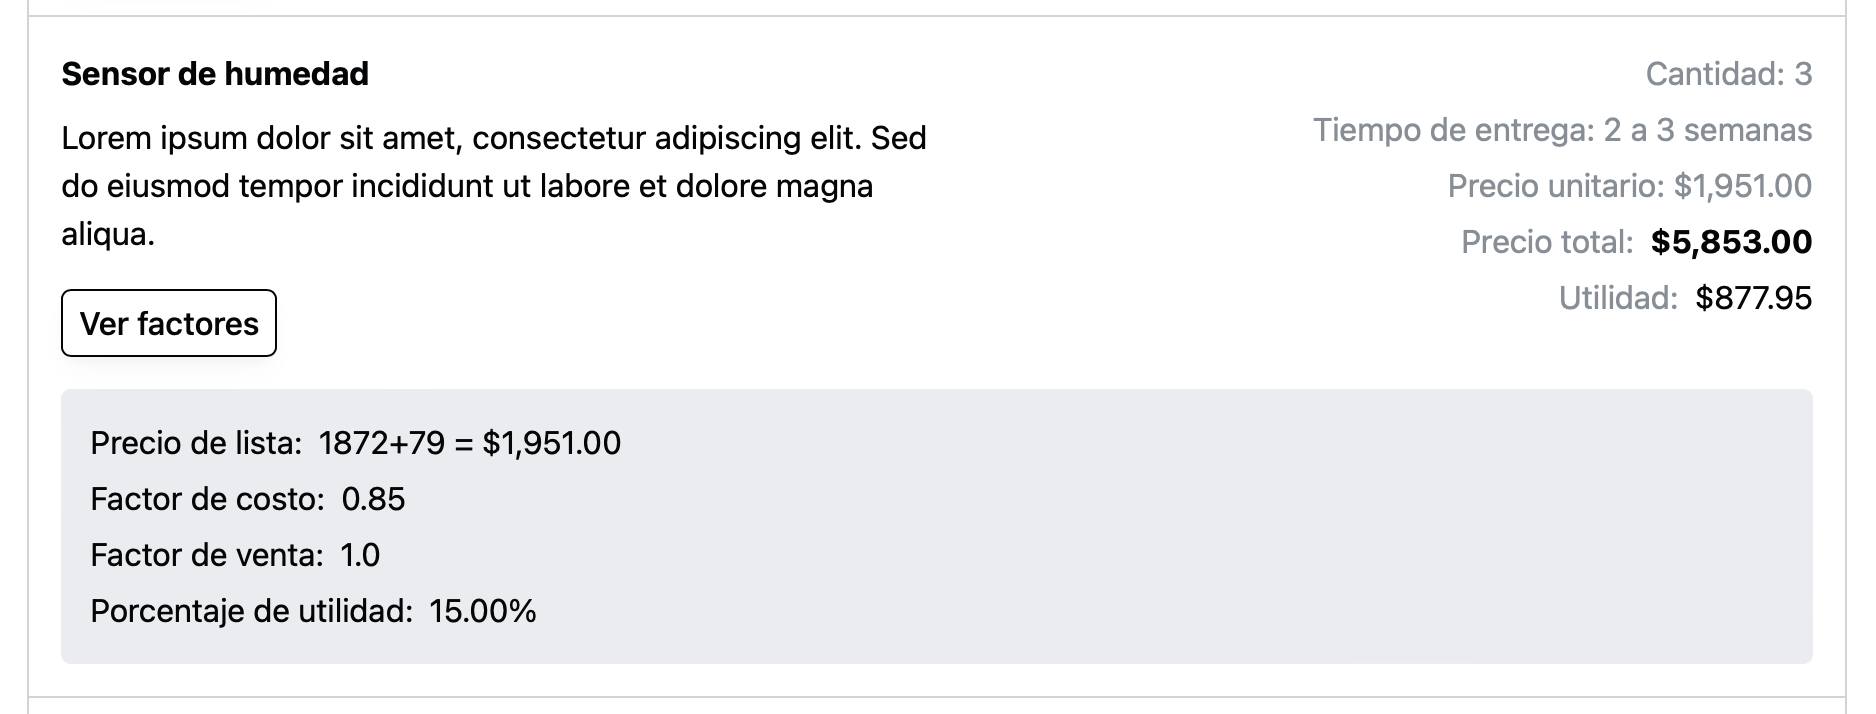 Sensor de humedad
Lorem ipsum dolor sit amet, consectetur adipiscing elit. Sed
do eiusmod tempor incididunt ut labore et dolore magna
aliqua.
Ver factores
Cantidad: 3
Tiempo de entrega: 2 a 3 semanas
Precio unitario: $1,951.00
Precio total: $5,853.00
Utilidad: $877.95
Precio de lista: 1872+79 = $1,951.00
Factor de costo: 0.85
Factor de venta: 1.0
Porcentaje de utilidad: 15.00%